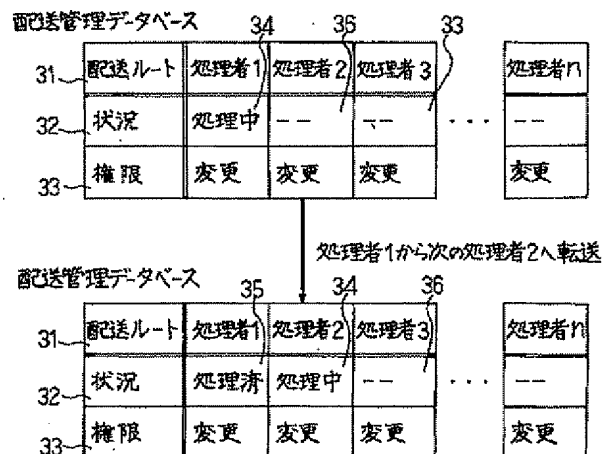 配送管理データベース
34 36 33
31 配送ルート 処理者1 処理者2 処理者3 処理者n
32 状況 処理中 -- -- ・・・ --
33 権限 変更 変更 変更 変更
処理者1から次の処理者2へ転送
配送管理データベース
35 34 36
31 配送ルート 処理者1 処理者2 処理者3 処理者n
32 状況 処理済 処理中 -- ・・・ --
33 権限 変更 変更 変更 変更